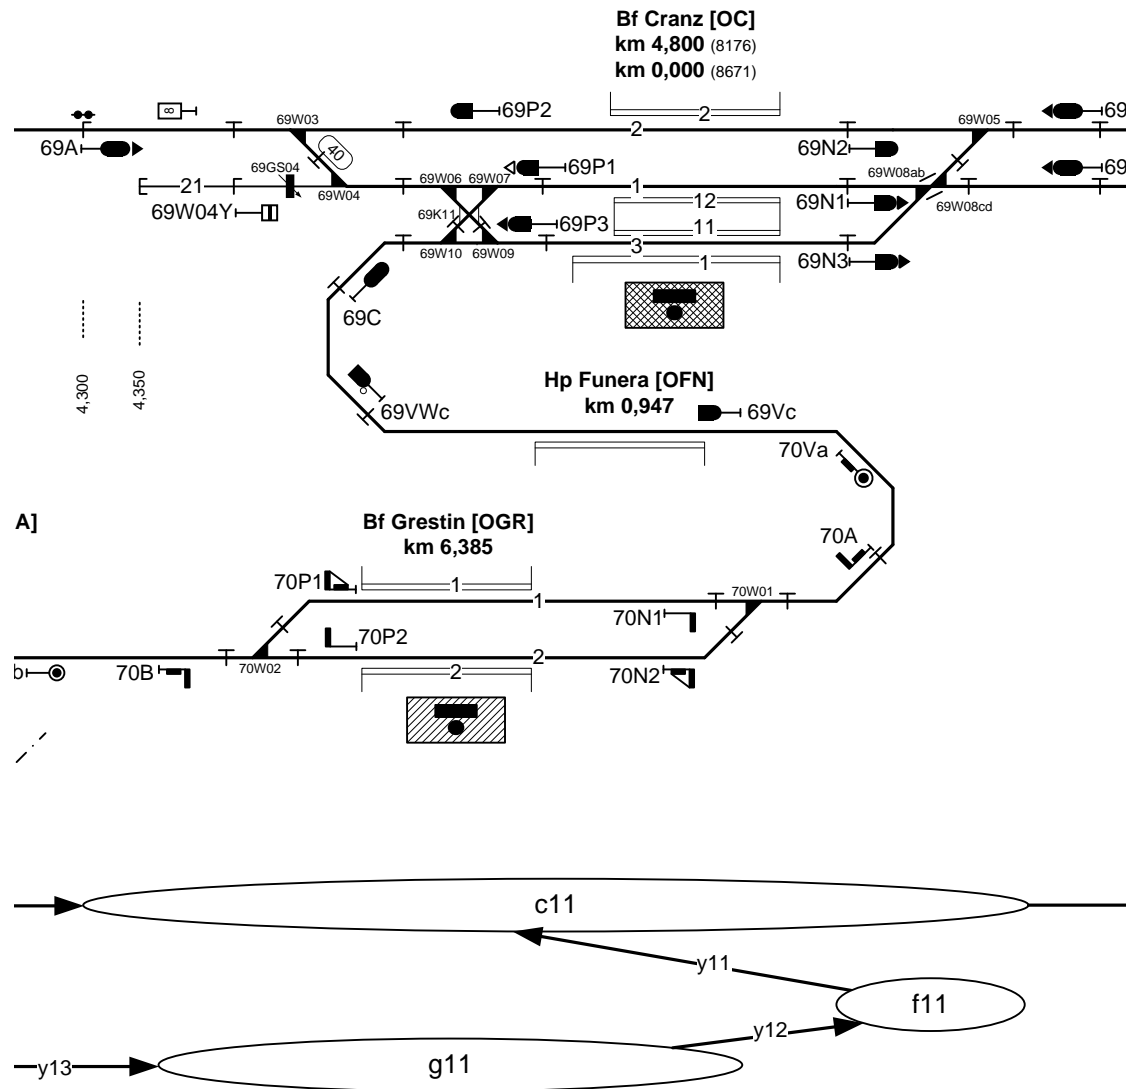 Bf Cranz [OC]
km 4,800 (8176)
km 0,000 (8671)
8
69P2
2
69W03
2
69W05
69
69A
40
69N2
69GS04
69P1
69W08ab
69
21
69W04
69W06
69W07
1
12
69N1
69W08cd
69W04Y
69K11
69P3
11
3
69W10
69W09
1
69N3
69C
4,300
4,350
Hp Funera [OFN]
km 0,947
69VWc
69Vc
70Va
A]
Bf Grestin [OGR]
km 6,385
70A
70P1
1
1
70N1
70W01
70P2
2
b
70B
70W02
2
70N2
c11
y11
f11
y12
y13
g11